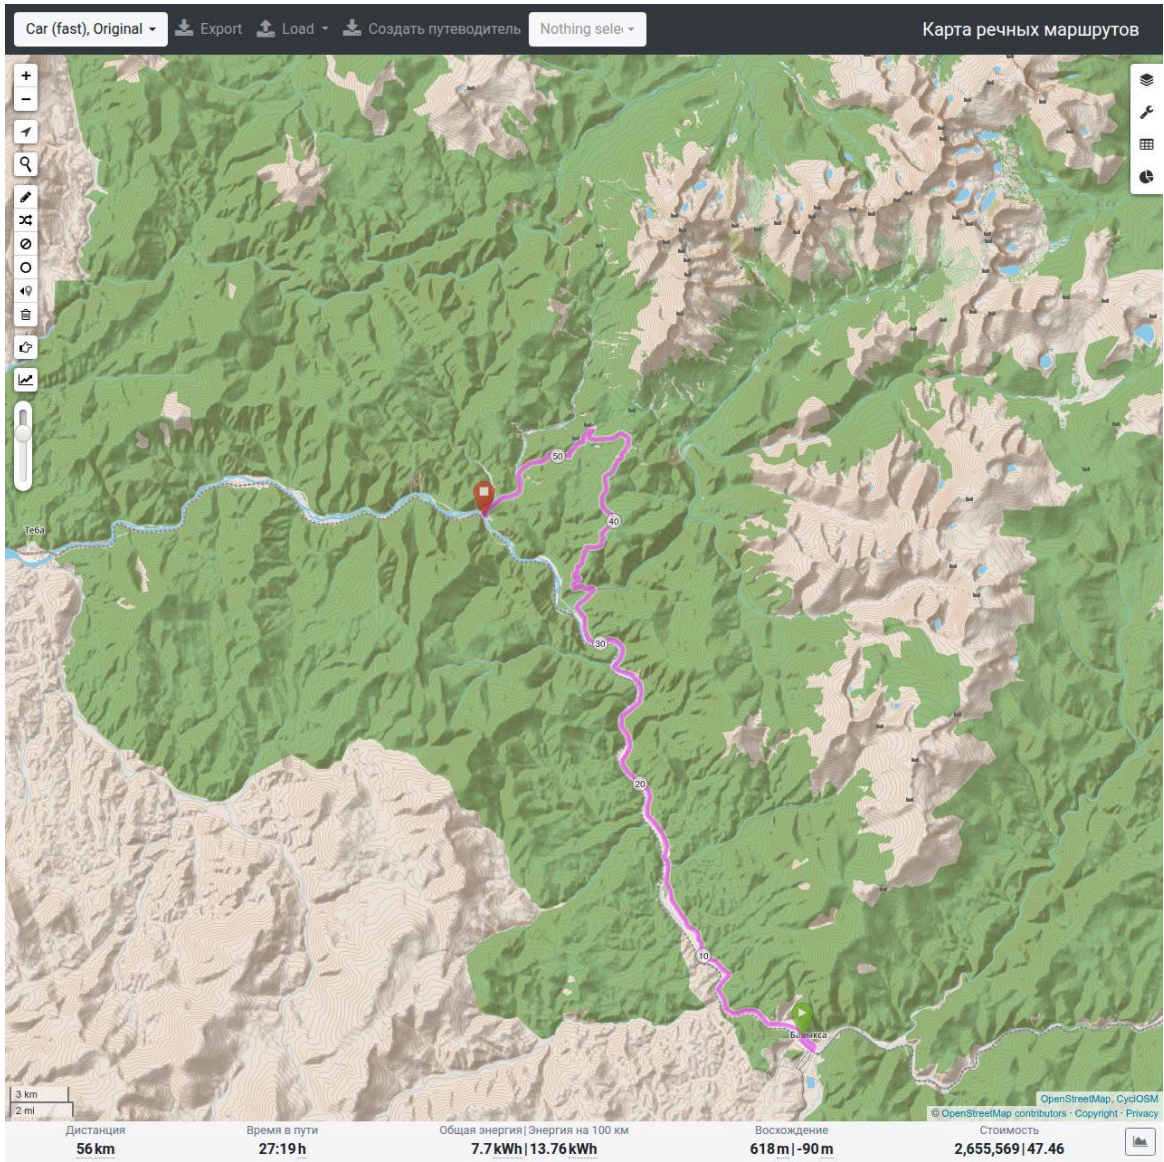 Car (fast), Original Export Load Создать путеводитель Nothing sele Карта речных маршрутов
50
40
Теба
30
20
10
3 km
2 mi
OpenStreetMap, CyclOSM
© OpenStreetMap contributors · Copyright · Privacy
Дистанция Время в пути Общая энергия|Энергия на 100 км Восхождение Стоимость
56 km 27:19 h 7.7 kWh|13.76 kWh 618 m|-90 m 2,655,569|47.46